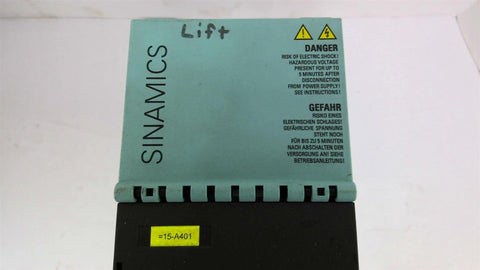 Lift
SINAMICS
DANGER
RISK OF ELECTRIC SHOCK!
HAZARDOUS VOLTAGE
PRESENT FOR UP TO
5 MINUTES AFTER
DISCONNECTION
FROM POWER SUPPLY!
SEE INSTRUCTIONS!
GEFAHR
RISIKO EINES
ELEKTRISCHEN SCHLAGES!
GEFÄHRLICHE SPANNUNG
STEHT NOCH
FÜR BIS ZU 5 MINUTEN
NACH ABSCHALTEN DER
VERSORGUNG AN! SIEHE
BETRIEBSANLEITUNG!
=15-A401